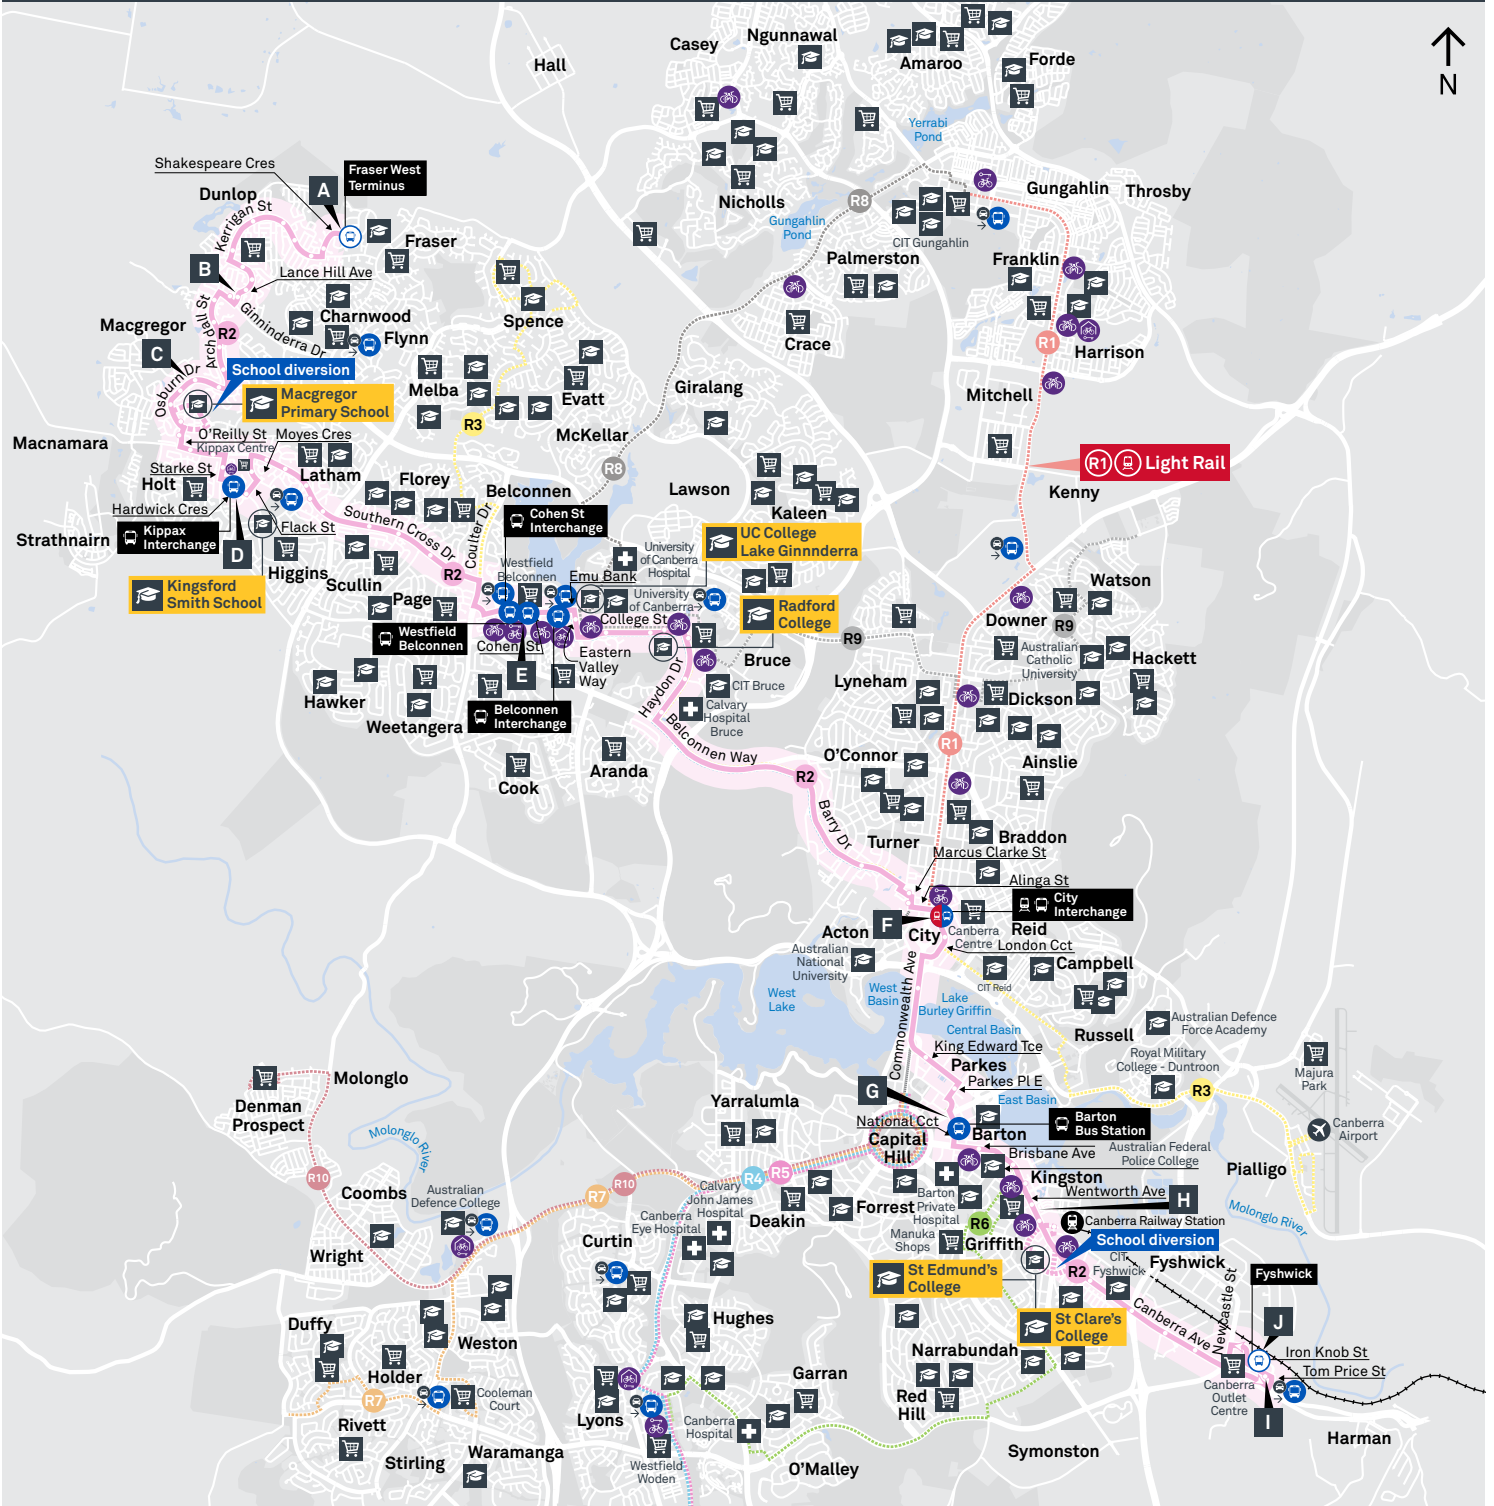 Casey
Ngunnawal
Amaroo
Forde
Hall
N
Yerrabi
Pond
Shakespeare Cres
Dunlop
A
Fraser West
Terminus
Kerrigan St
Fraser
Nicholls
Gungahlin
Pond
R8
Gungahlin
Throsby
CIT Gungahlin
Palmerston
Franklin
B
Lance Hill Ave
Archdall St
Ginninderra Dr
Charnwood
Flynn
Macgregor
R2
C
Osburn Dr
School diversion
Macgregor
Primary School
Spence
Melba
Evatt
R3
McKellar
R8
Giralang
Crace
R1
Harrison
Mitchell
R1
Light Rail
Kenny
Macnamara
O'Reilly St
Moyes Cres
Kippax Centre
Starke St
Holt
Latham
Hardwick Cres
Flack St
Strathnairn
Kippax
Interchange
D
Higgins
Kingsford
Smith School
Florey
Southern Cross Dr
Coulter Dr
Belconnen
Cohen St
Interchange
Lawson
Kaleen
UC College
Lake Ginnnderra
Scullin
Page
R2
Westfield
Belconnen
Emu Bank
University
of Canberra
Hospital
University
of Canberra
College St
Radford
College
Westfield
Belconnen
Cohen St
E
Eastern
Valley
Way
Belconnen
Interchange
Hawker
Weetangera
Cook
Aranda
Haydon Dr
Bruce
CIT Bruce
Calvary
Hospital
Bruce
Belconnen Way
R9
Watson
Downer
R9
Australian
Catholic
University
Hackett
Lyneham
Dickson
R1
Ainslie
O'Connor
R2
Barry Dr
Turner
Braddon
Marcus Clarke St
Alinga St
City
Interchange
F
Acton
City
Canberra
Centre
Reid
London Cct
Australian
National
University
Campbell
CIT Reid
West
Lake
West
Basin
Lake
Burley Griffin
Central Basin
Commonwealth Ave
Russell
Australian Defence
Force Academy
Royal Military
College - Duntroon
King Edward Tce
Parkes
Parkes Pl E
East Basin
R3
Majura
Park
Canberra
Airport
Pialligo
Molonglo River
G
National Cct
Capital
Hill
Barton
Barton
Bus Station
Brisbane Ave
Australian Federal
Police College
Kingston
Wentworth Ave
H
Canberra Railway Station
School diversion
Molonglo
Denman
Prospect
Molonglo River
R10
Coombs
Wright
Australian
Defence College
R7
R10
Yarralumla
R4
R5
Calvary
John James
Hospital
Canberra
Eye Hospital
Deakin
Forrest
Curtin
Barton
Private
Hospital
Manuka
Shops
R6
Griffith
St Edmund's
College
R2
CIT
Fyshwick
Fyshwick
St Clare's
College
Canberra Ave
Newcastle St
Fyshwick
J
Iron Knob St
Tom Price St
Canberra
Outlet
Centre
I
Harman
Duffy
Weston
Holder
R7
Cooleman
Court
Rivett
Stirling
Waramanga
Hughes
Lyons
Garran
Canberra
Hospital
Westfield
Woden
O'Malley
Narrabundah
Red
Hill
Symonston